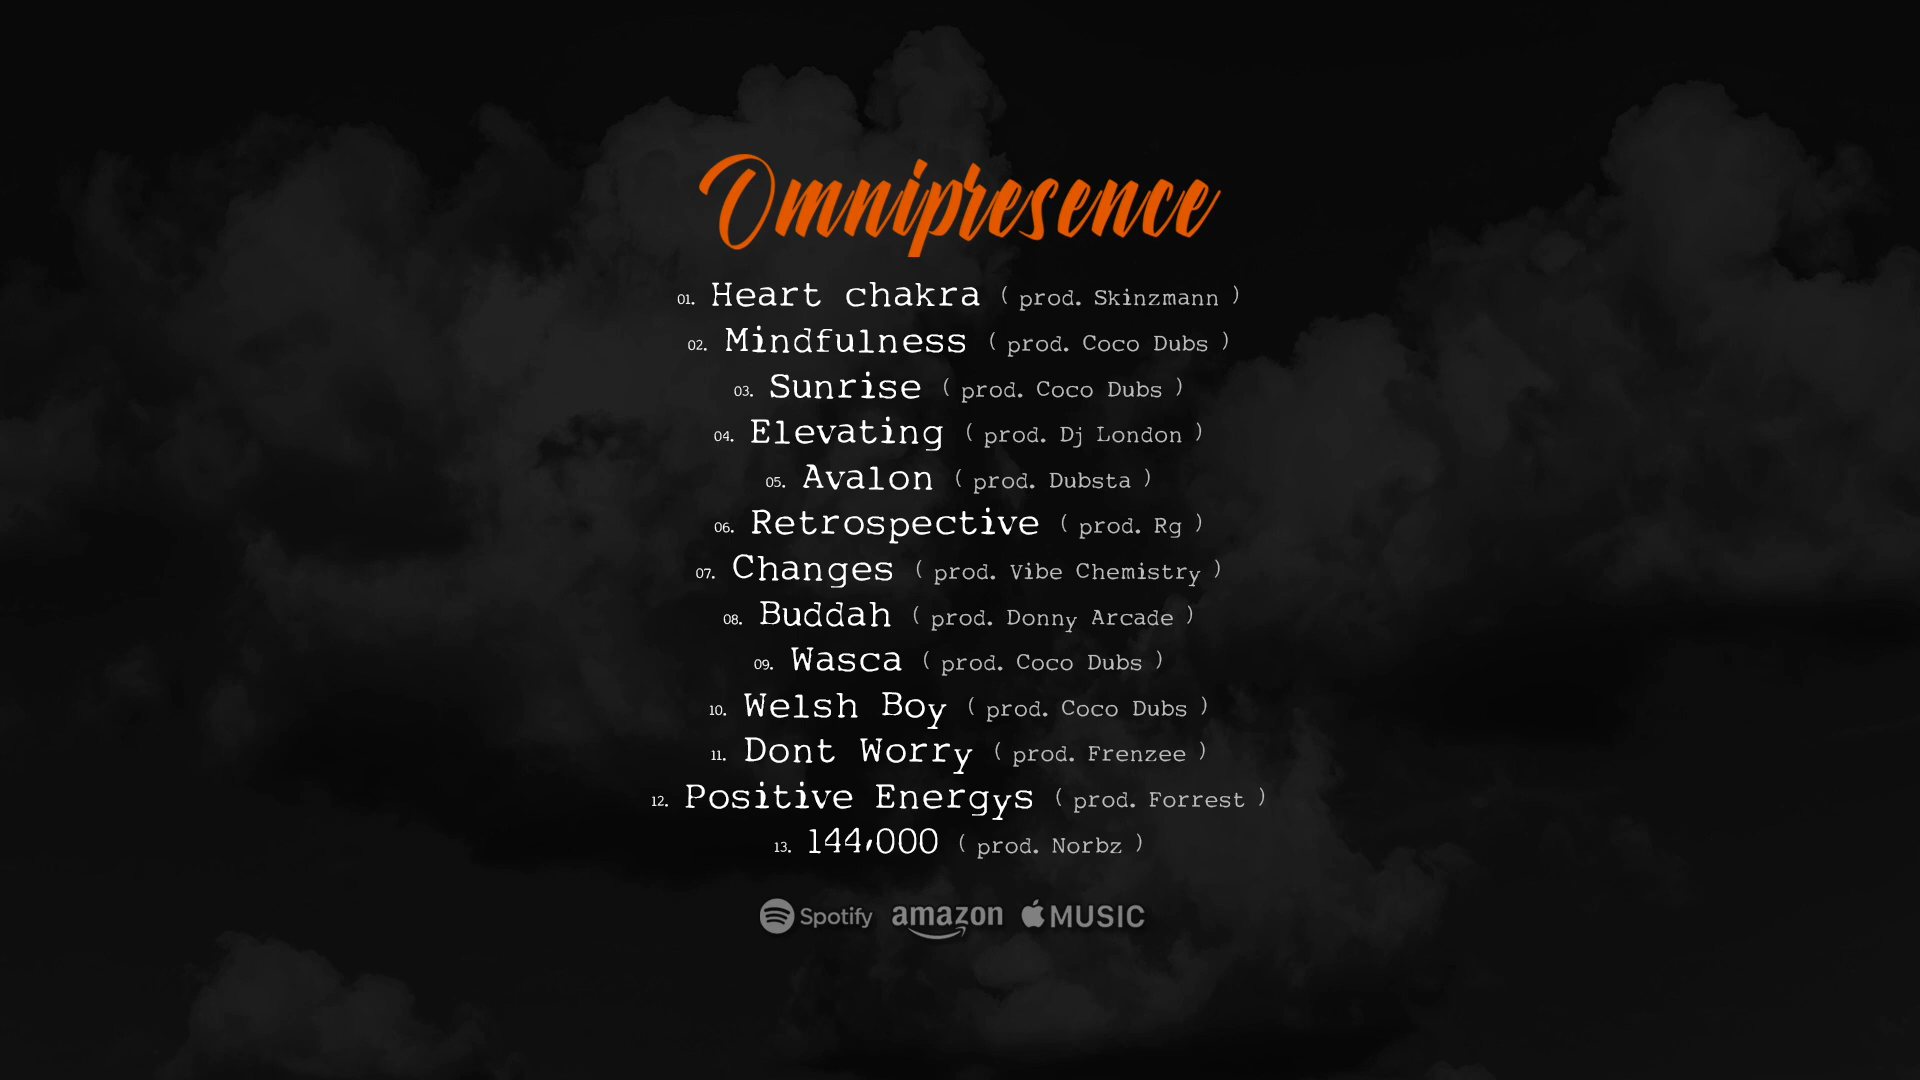 Omnipresence
01. Heart chakra ( prod. Skinzmann )
02. Mindfulness ( prod. Coco Dubs )
03. Sunrise ( prod. Coco Dubs )
04. Elevating ( prod. Dj London )
05. Avalon ( prod. Dubsta )
06. Retrospective ( prod. Rg )
07. Changes ( prod. Vibe Chemistry )
08. Buddah ( prod. Donny Arcade )
09. Wasca ( prod. Coco Dubs )
10. Welsh Boy ( prod. Coco Dubs )
11. Dont Worry ( prod. Frenzee )
12. Positive Energys ( prod. Forrest )
13. 144,000 ( prod. Norbz )
Spotify amazon MUSIC